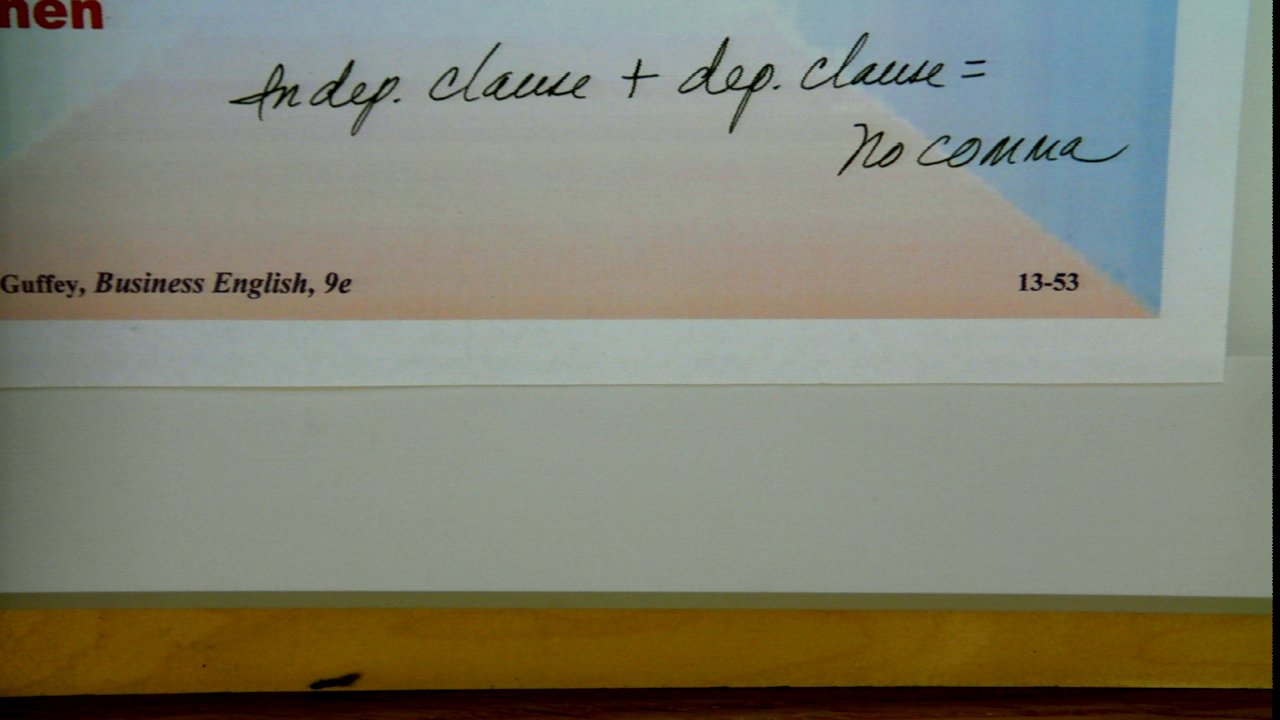 nen
Indep. clause + dep. clause =
no comma
Guffey, Business English, 9e
13-53